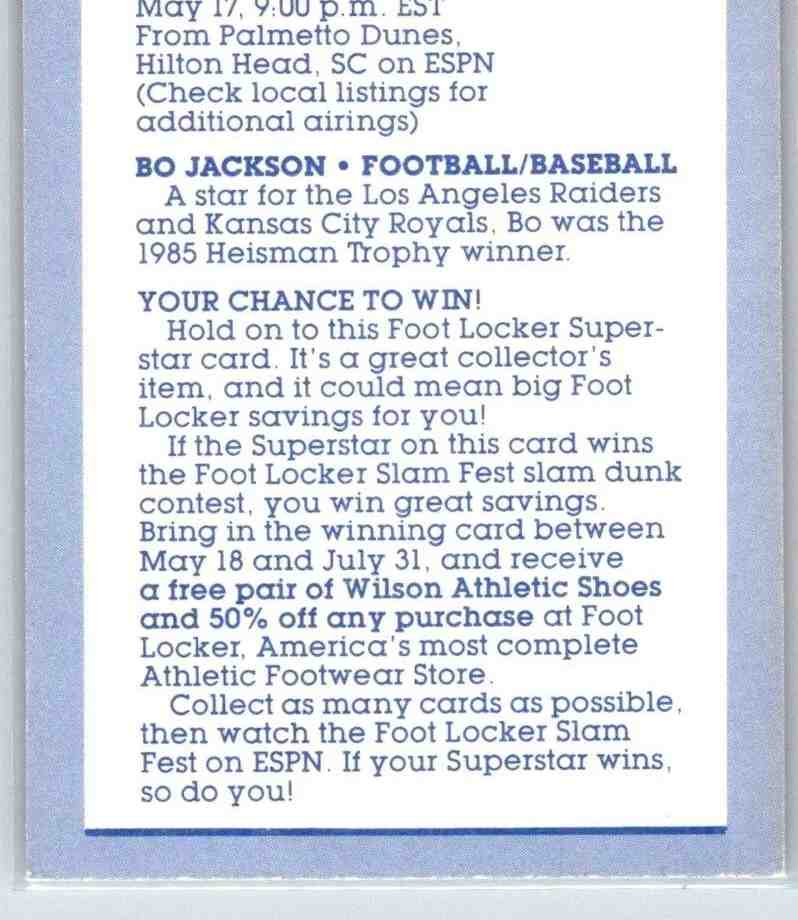 May 17, 9:00 p.m. EST
From Palmetto Dunes,
Hilton Head, SC on ESPN
(Check local listings for
additional airings)
BO JACKSON • FOOTBALL/BASEBALL
A star for the Los Angeles Raiders
and Kansas City Royals, Bo was the
1985 Heisman Trophy winner.
YOUR CHANCE TO WIN!
Hold on to this Foot Locker Super-
star card. It's a great collector's
item, and it could mean big Foot
Locker savings for you!
If the Superstar on this card wins
the Foot Locker Slam Fest slam dunk
contest, you win great savings.
Bring in the winning card between
May 18 and July 31, and receive
a free pair of Wilson Athletic Shoes
and 50% off any purchase at Foot
Locker, America's most complete
Athletic Footwear Store.
Collect as many cards as possible,
then watch the Foot Locker Slam
Fest on ESPN. If your Superstar wins,
so do you!